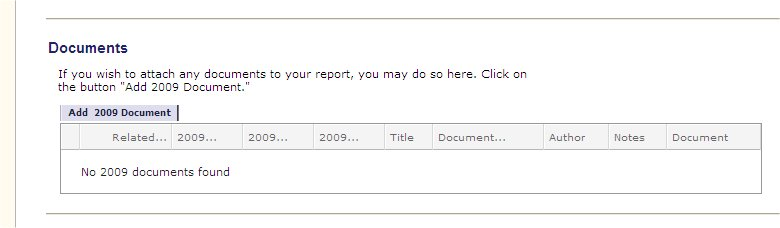 Documents
If you wish to attach any documents to your report, you may do so here. Click on
the button "Add 2009 Document."
Add 2009 Document
Related... 2009... 2009... 2009... Title Document... Author Notes Document
No 2009 documents found